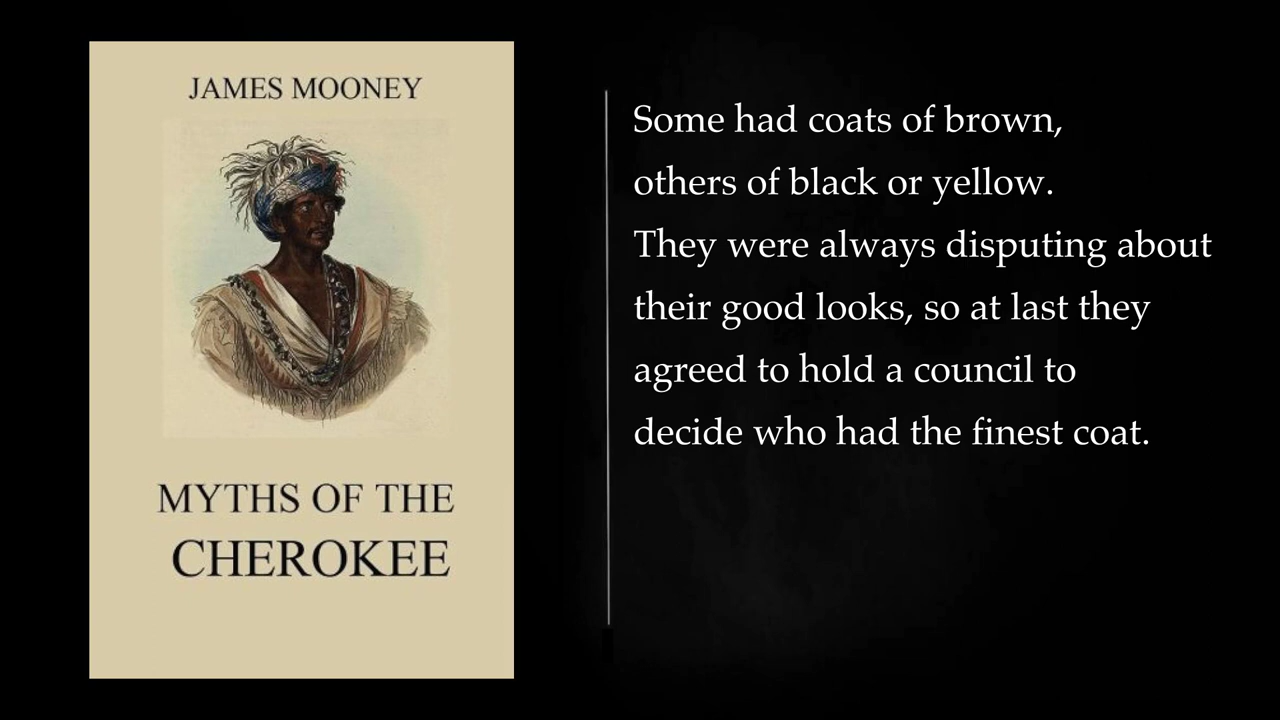 JAMES MOONEY
MYTHS OF THE
CHEROKEE
Some had coats of brown,
others of black or yellow.
They were always disputing about
their good looks, so at last they
agreed to hold a council to
decide who had the finest coat.